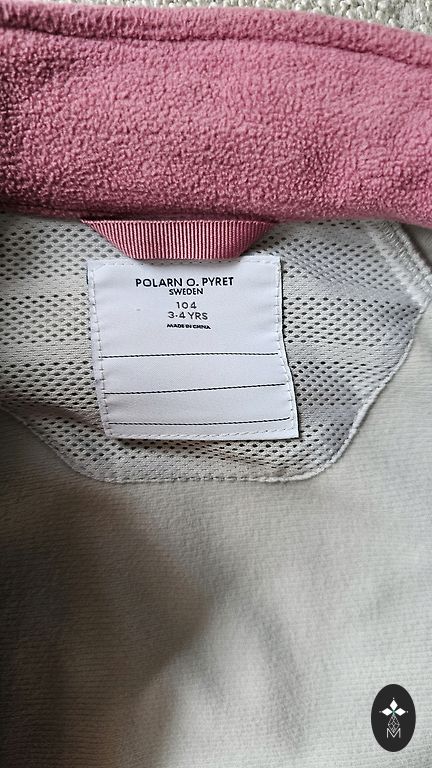 POLARN O. PYRET
SWEDEN
104
3-4 YRS
MADE IN CHINA
M